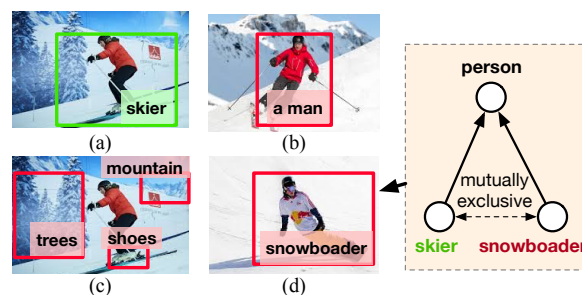 skier
(a)
a man
(b)
mountain
trees
shoes
(c)
snowboader
(d)
person
mutually
exclusive
skier
snowboader